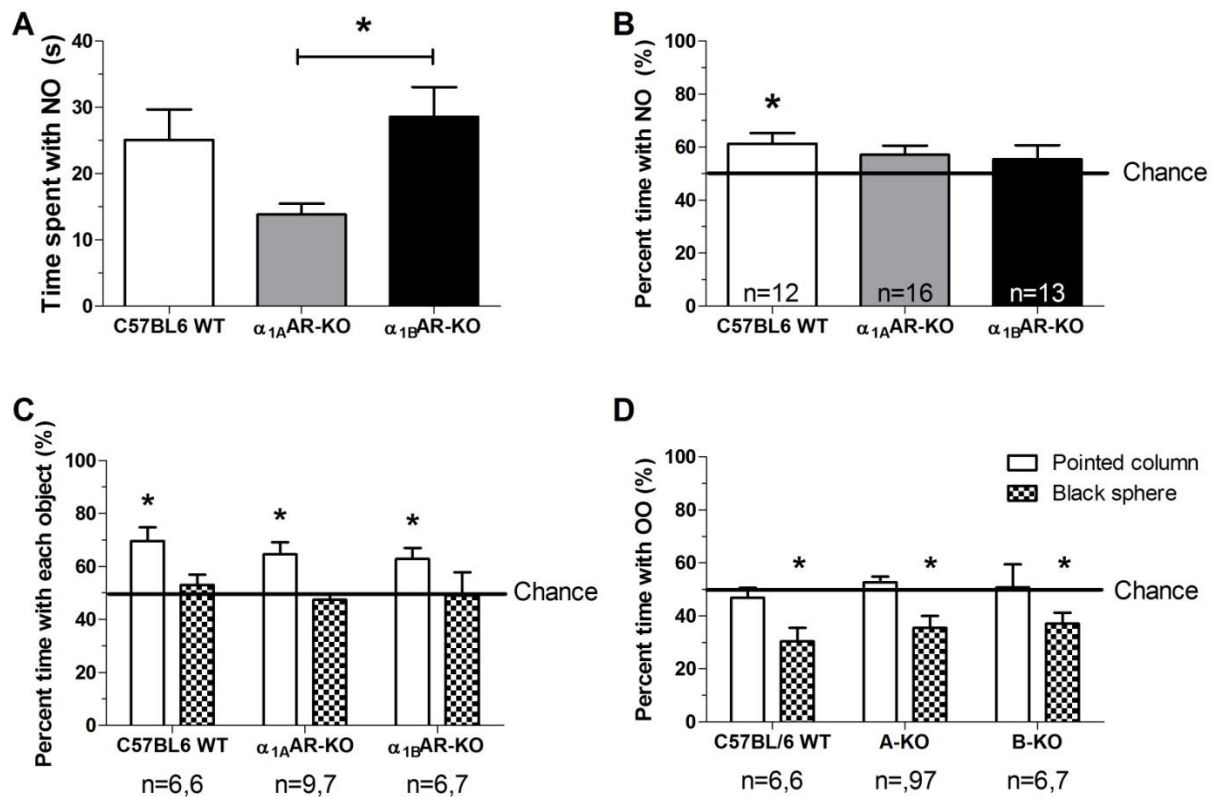 A
*
Time spent with NO (s)
40
30
20
10
0
C57BL6 WT α1AAR-KO α1BAR-KO
B
Percent time with NO (%)
100
80
60
40
20
0
*
Chance
n=12 n=16 n=13
C57BL6 WT α1AAR-KO α1BAR-KO
C
Percent time with each object (%)
100
80
60
40
20
0
* * *
Chance
C57BL6 WT α1AAR-KO α1BAR-KO
n=6,6 n=9,7 n=6,7
D
Percent time with OO (%)
100
80
60
40
20
0
Pointed column
Black sphere
* * *
Chance
C57BL/6 WT A-KO B-KO
n=6,6 n=,97 n=6,7